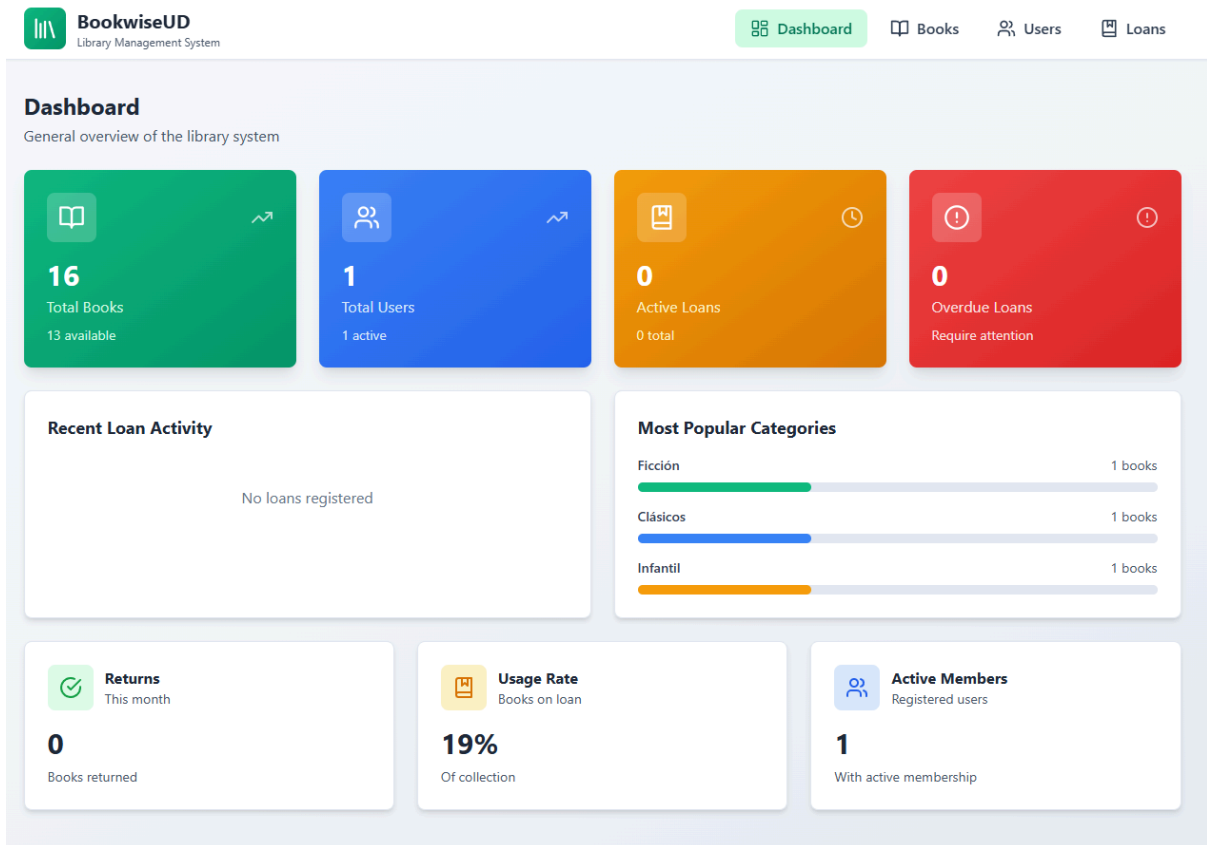 BookwiseUD
Library Management System
Dashboard
Books
Users
Loans
Dashboard
General overview of the library system
16
Total Books
13 available
1
Total Users
1 active
0
Active Loans
0 total
0
Overdue Loans
Require attention
Recent Loan Activity
No loans registered
Most Popular Categories
Ficción 1 books
Clásicos 1 books
Infantil 1 books
Returns
This month
0
Books returned
Usage Rate
Books on loan
19%
Of collection
Active Members
Registered users
1
With active membership